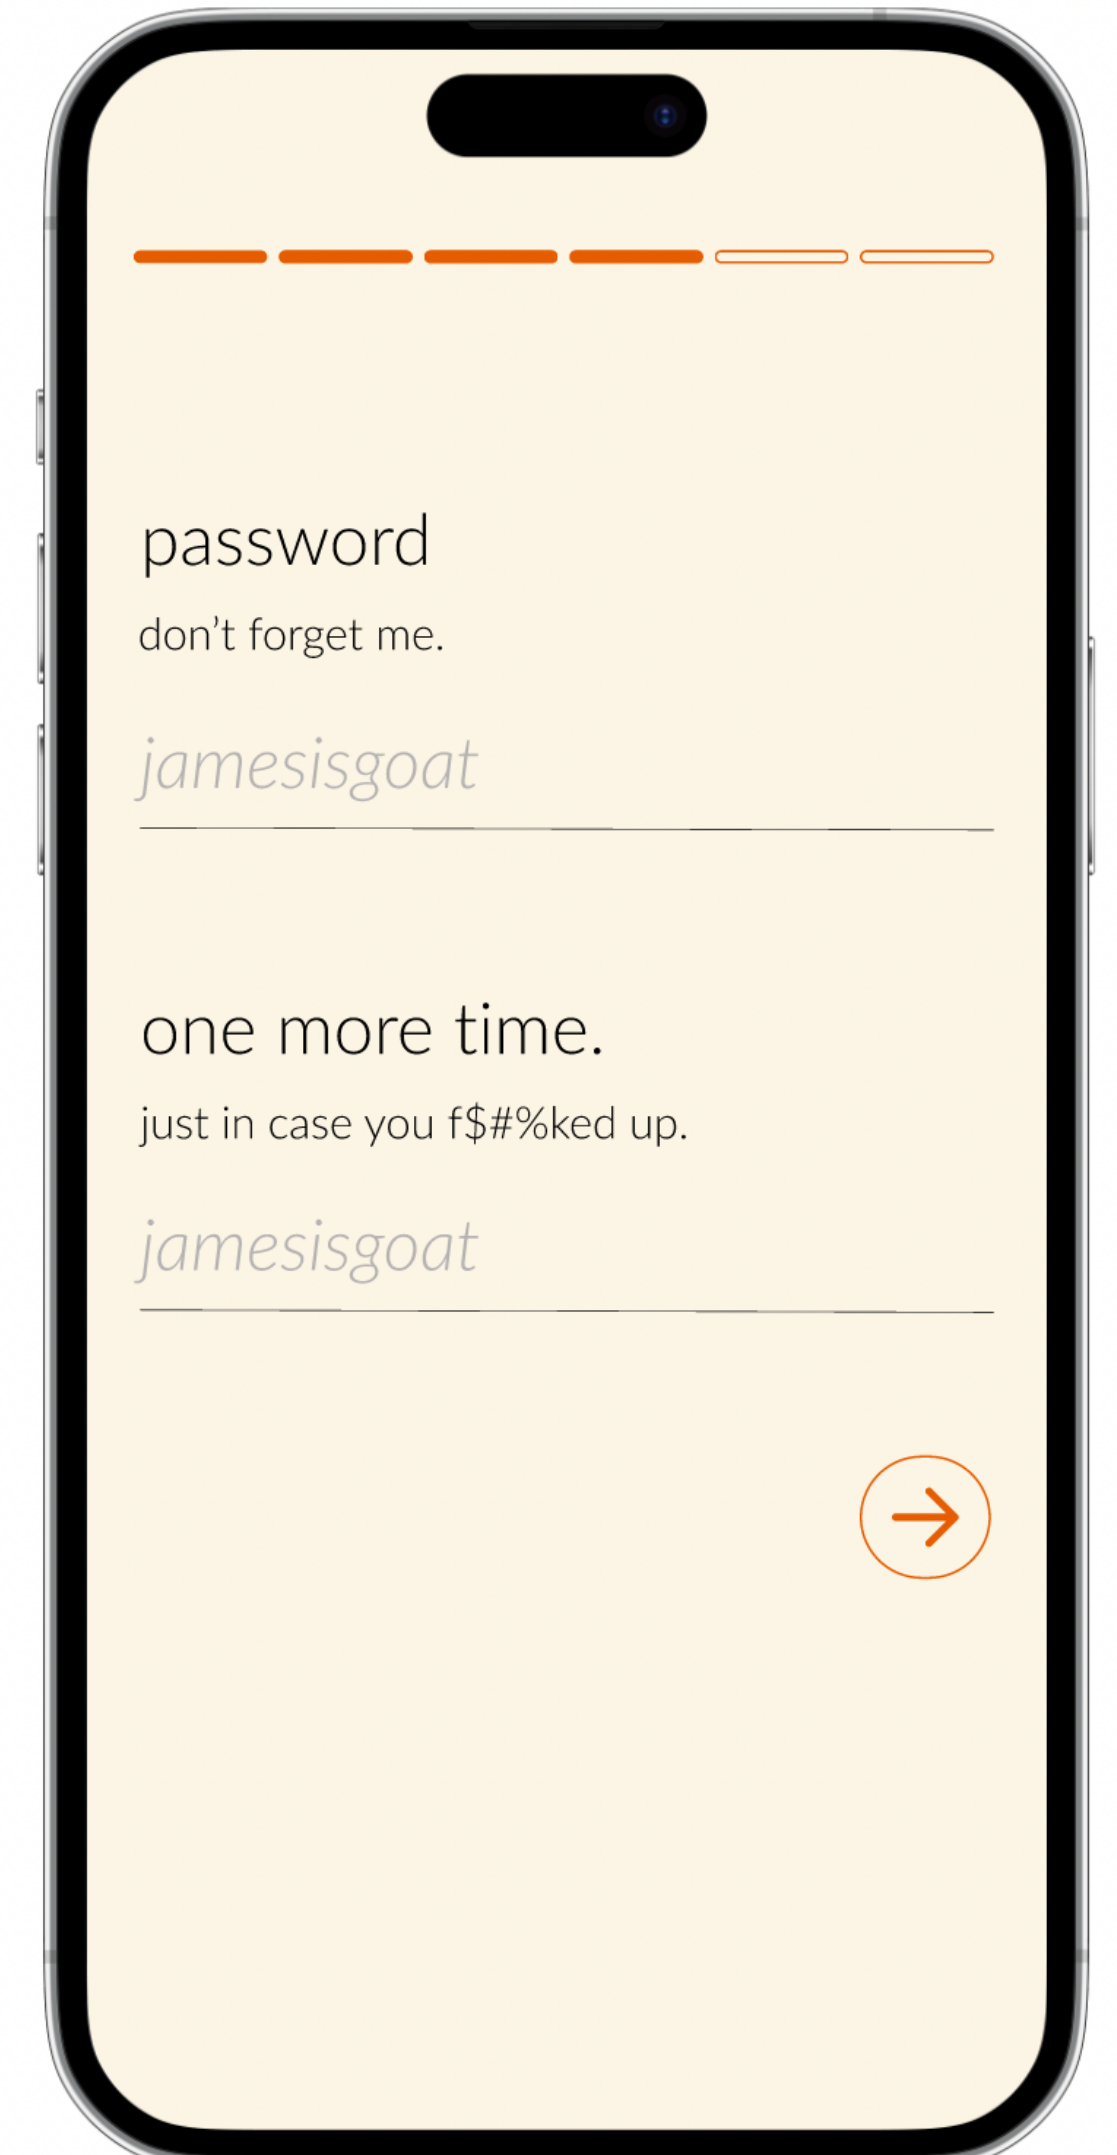 password
don’t forget me.
jamesisgoat
one more time.
just in case you f$#%ked up.
jamesisgoat